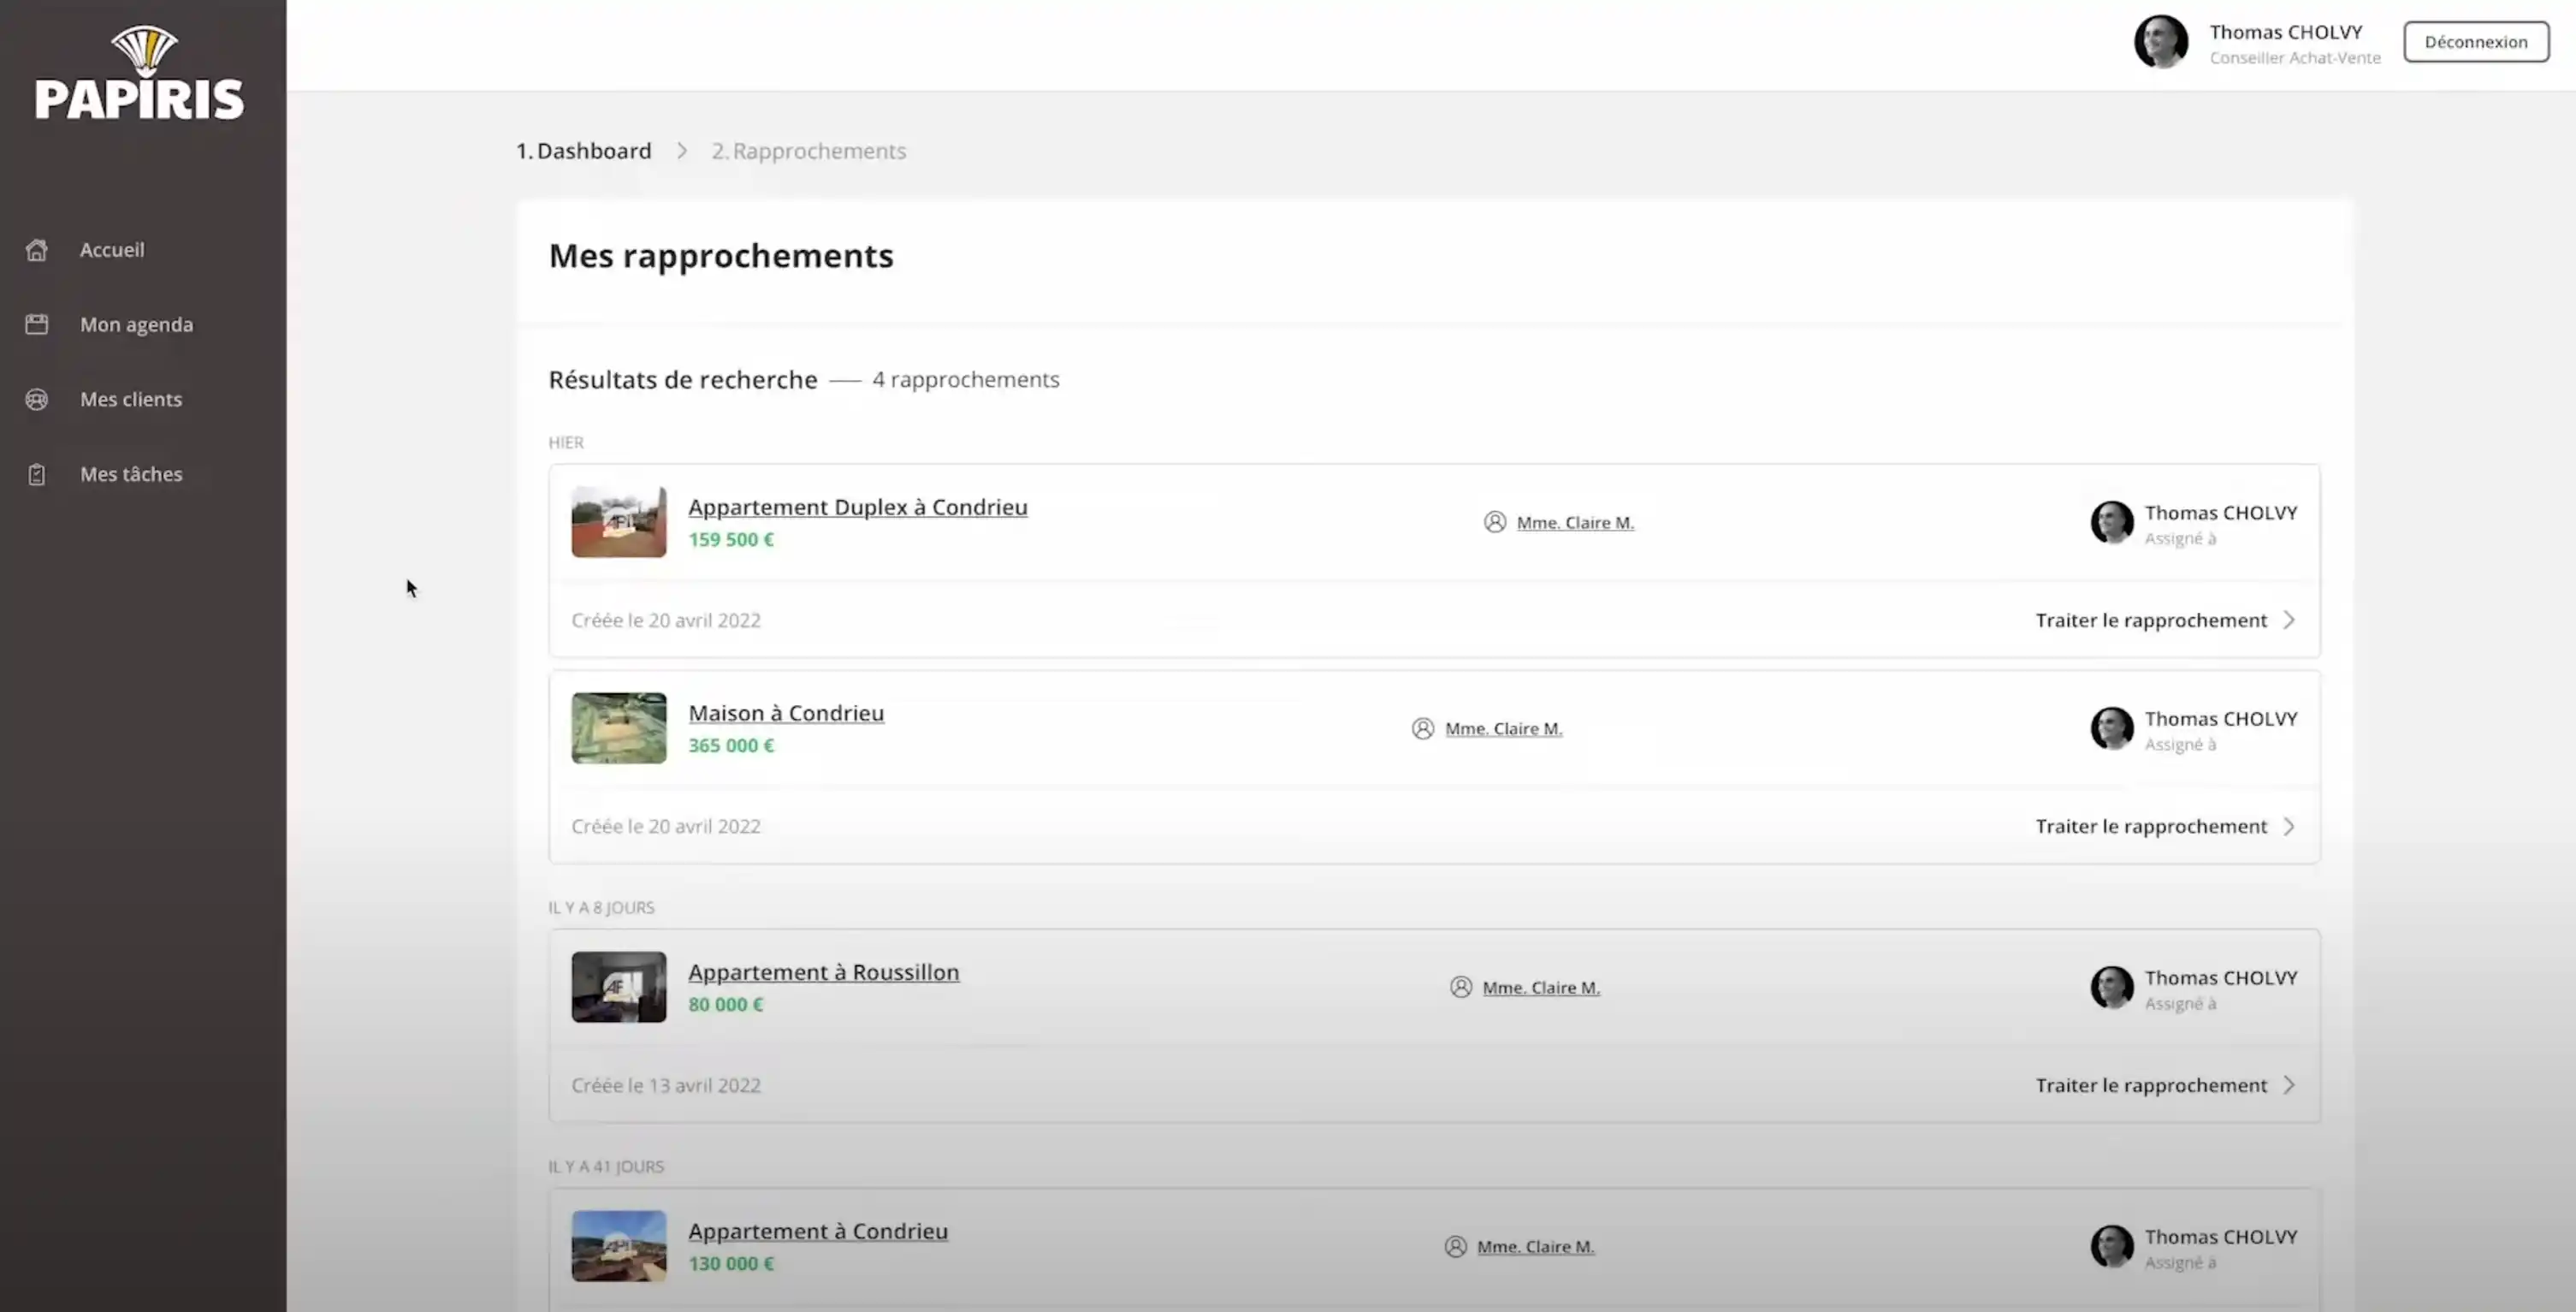 PAPIRIS
Thomas CHOLVY
Conseiller Achat-Vente
Déconnexion
1. Dashboard
2. Rapprochements
Accueil
Mon agenda
Mes clients
Mes tâches
Mes rapprochements
Résultats de recherche — 4 rapprochements
HIER
Appartement Duplex à Condrieu
159 500 €
Mme. Claire M.
Thomas CHOLVY
Assigné à
Créée le 20 avril 2022
Traiter le rapprochement
Maison à Condrieu
365 000 €
Mme. Claire M.
Thomas CHOLVY
Assigné à
Créée le 20 avril 2022
Traiter le rapprochement
IL Y A 8 JOURS
Appartement à Roussillon
80 000 €
Mme. Claire M.
Thomas CHOLVY
Assigné à
Créée le 13 avril 2022
Traiter le rapprochement
IL Y A 41 JOURS
Appartement à Condrieu
130 000 €
Mme. Claire M.
Thomas CHOLVY
Assigné à